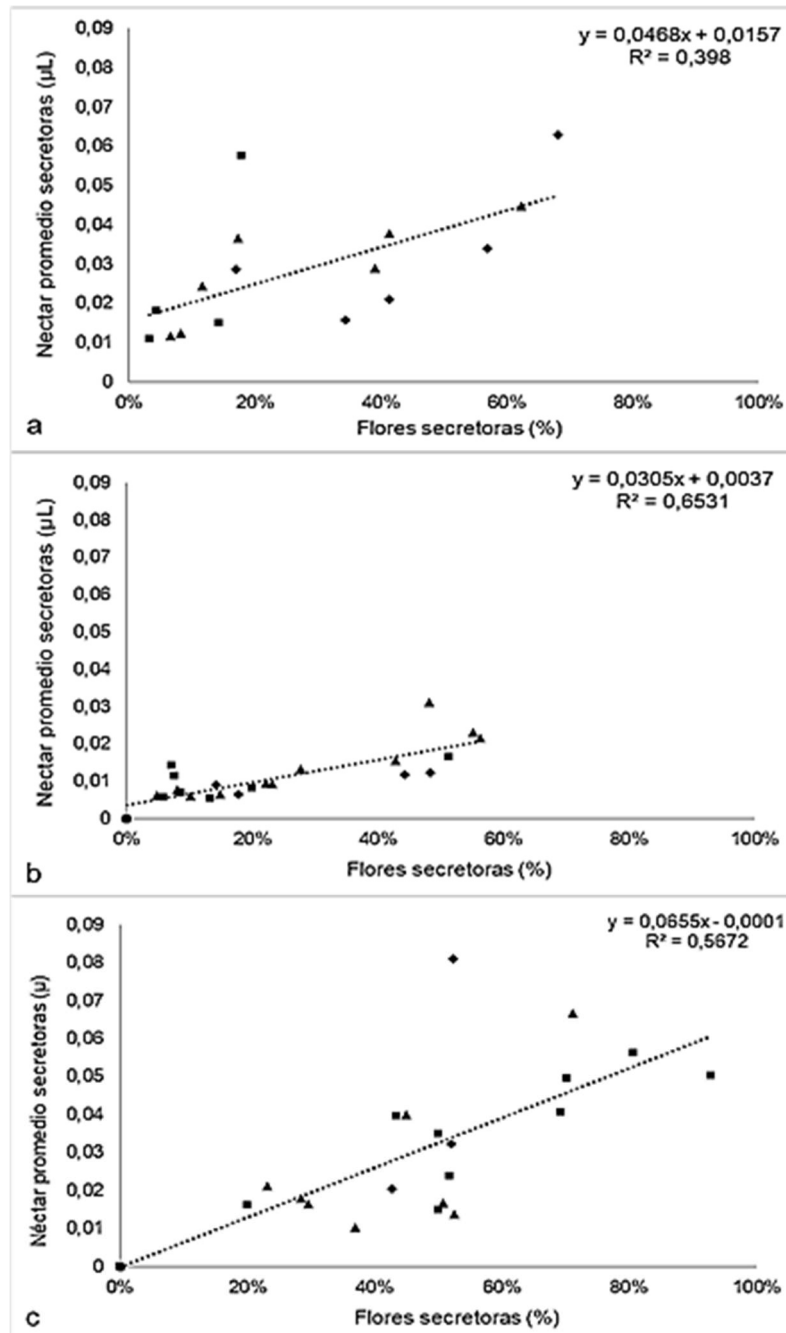 y = 0,0468x + 0,0157
R² = 0,398
Nectar promedio secretoras (µL)
0,09
0,08
0,07
0,06
0,05
0,04
0,03
0,02
0,01
0
0% 20% 40% 60% 80% 100%
a Flores secretoras (%)
y = 0,0305x + 0,0037
R² = 0,6531
Nectar promedio secretoras (µL)
0,09
0,08
0,07
0,06
0,05
0,04
0,03
0,02
0,01
0
0% 20% 40% 60% 80% 100%
b Flores secretoras (%)
y = 0,0655x - 0,0001
R² = 0,5672
Néctar promedio secretoras (µ)
0,09
0,08
0,07
0,06
0,05
0,04
0,03
0,02
0,01
0
0% 20% 40% 60% 80% 100%
c Flores secretoras (%)